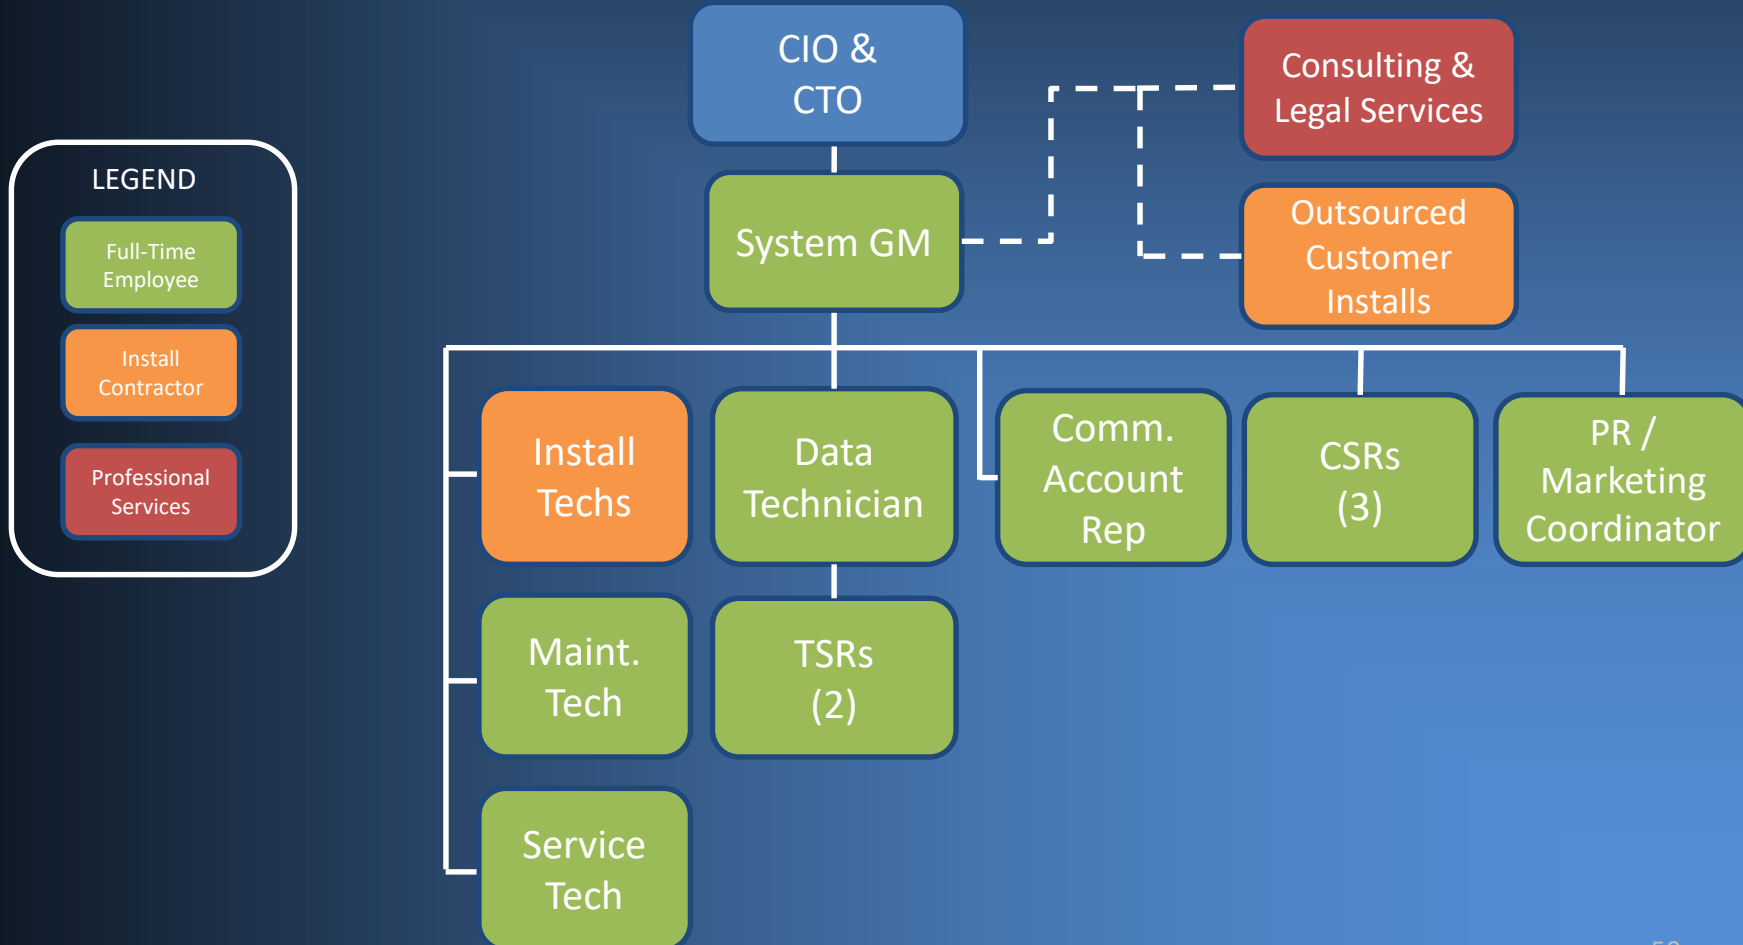 CIO &
CTO
Consulting &
Legal Services
LEGEND
Full-Time
Employee
Install
Contractor
Professional
Services
System GM
Outsourced
Customer
Installs
Install
Techs
Data
Technician
Comm.
Account
Rep
CSRs
(3)
PR /
Marketing
Coordinator
Maint.
Tech
TSRs
(2)
Service
Tech